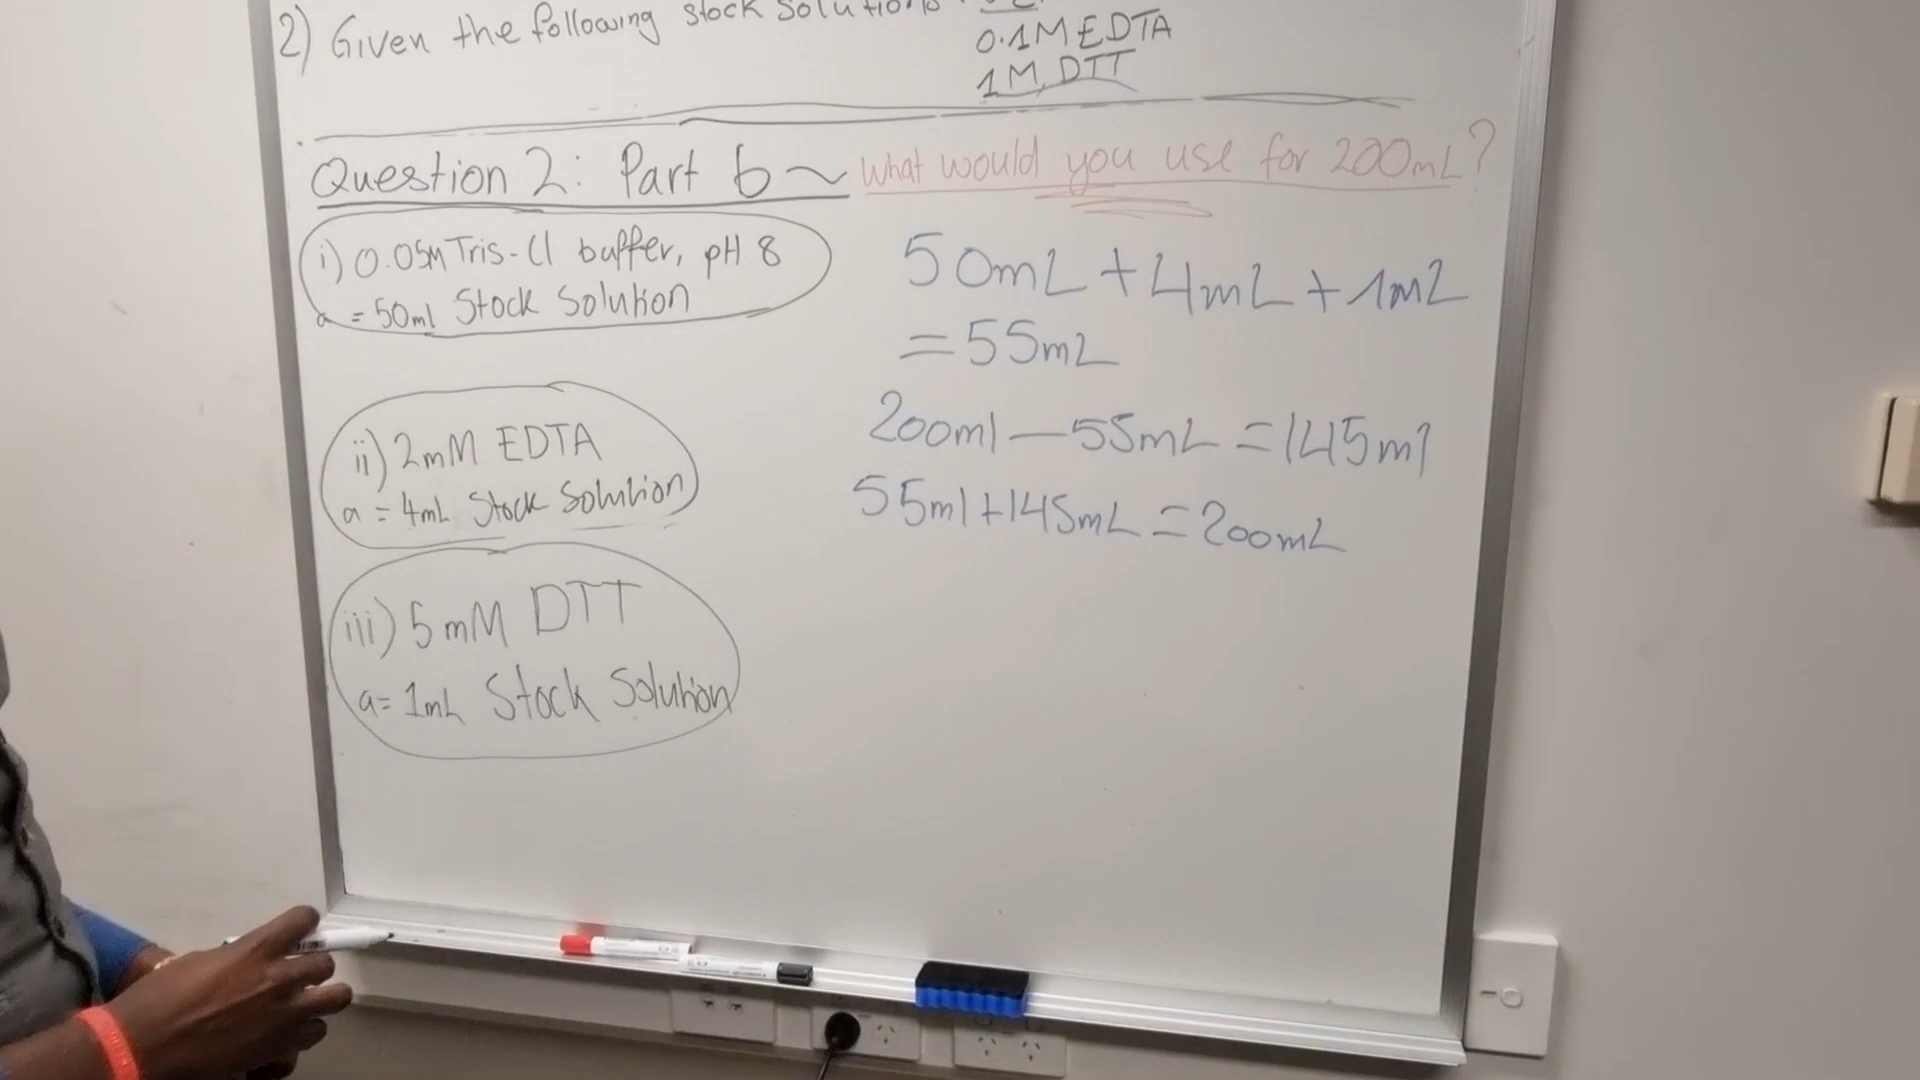 2) Given the following stock solutions
0.1M EDTA
1M DTT
Question 2: Part b ~ What would you use for 200mL?
i) 0.05M Tris-Cl buffer, pH 8
a = 50ml Stock Solution
ii) 2mM EDTA
a = 4mL Stock Solution
iii) 5mM DTT
a = 1mL Stock Solution
50mL + 4mL + 1mL
= 55mL
200ml — 55mL = 145ml
55ml + 145mL = 200mL